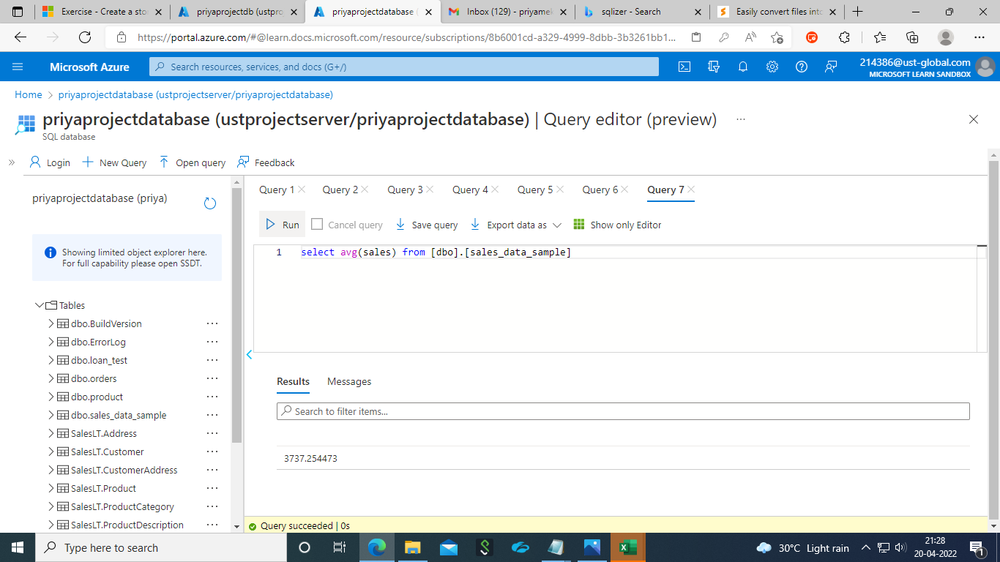 Exercise - Create a sto
priyaprojectdb (ustpro
priyaprojectdatabase (
Inbox (129) - priyamek
sqlizer - Search
Easily convert files into
https://portal.azure.com/#@learn.docs.microsoft.com/resource/subscriptions/8b6001cd-a329-4999-8dbb-3b3261bb1...
Microsoft Azure
Search resources, services, and docs (G+/)
214386@ust-global.com
MICROSOFT LEARN SANDBOX
Home
priyaprojectdatabase (ustprojectserver/priyaprojectdatabase)
priyaprojectdatabase (ustprojectserver/priyaprojectdatabase) | Query editor (preview)
SQL database
Login
New Query
Open query
Feedback
priyaprojectdatabase (priya)
Showing limited object explorer here.
For full capability please open SSDT.
Tables
dbo.BuildVersion
dbo.ErrorLog
dbo.loan_test
dbo.orders
dbo.product
dbo.sales_data_sample
SalesLT.Address
SalesLT.Customer
SalesLT.CustomerAddress
SalesLT.Product
SalesLT.ProductCategory
SalesLT.ProductDescription
Query 1
Query 2
Query 3
Query 4
Query 5
Query 6
Query 7
Run
Cancel query
Save query
Export data as
Show only Editor
1 select avg(sales) from [dbo].[sales_data_sample]
Results
Messages
Search to filter items...
3737.254473
Query succeeded | 0s
Type here to search
30°C Light rain
21:28
20-04-2022
1